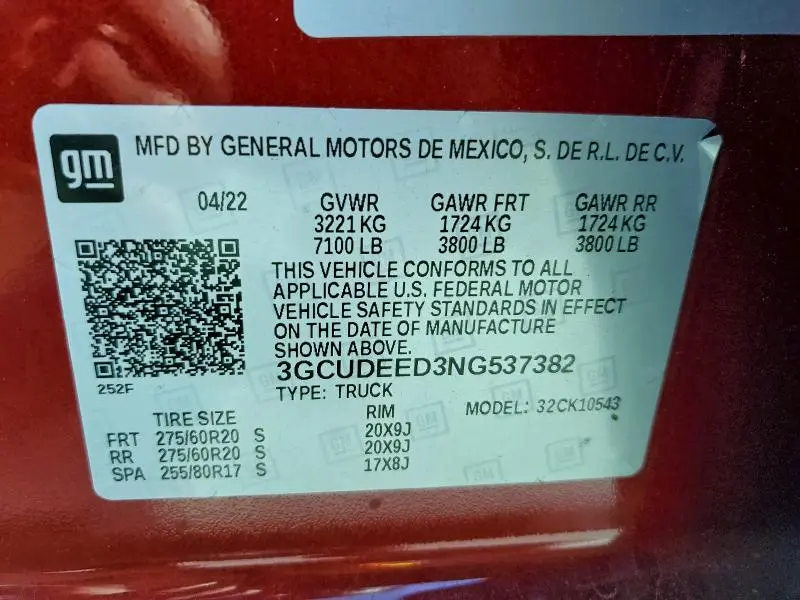 gm MFD BY GENERAL MOTORS DE MEXICO, S. DE R.L. DE C.V.
04/22 GVWR GAWR FRT GAWR RR
3221 KG 1724 KG 1724 KG
7100 LB 3800 LB 3800 LB
THIS VEHICLE CONFORMS TO ALL
APPLICABLE U.S. FEDERAL MOTOR
VEHICLE SAFETY STANDARDS IN EFFECT
ON THE DATE OF MANUFACTURE
SHOWN ABOVE.
3GCUDEED3NG537382
252F
TYPE: TRUCK
MODEL: 32CK10543
TIRE SIZE RIM
FRT 275/60R20 S 20X9J
RR 275/60R20 S 20X9J
SPA 255/80R17 S 17X8J